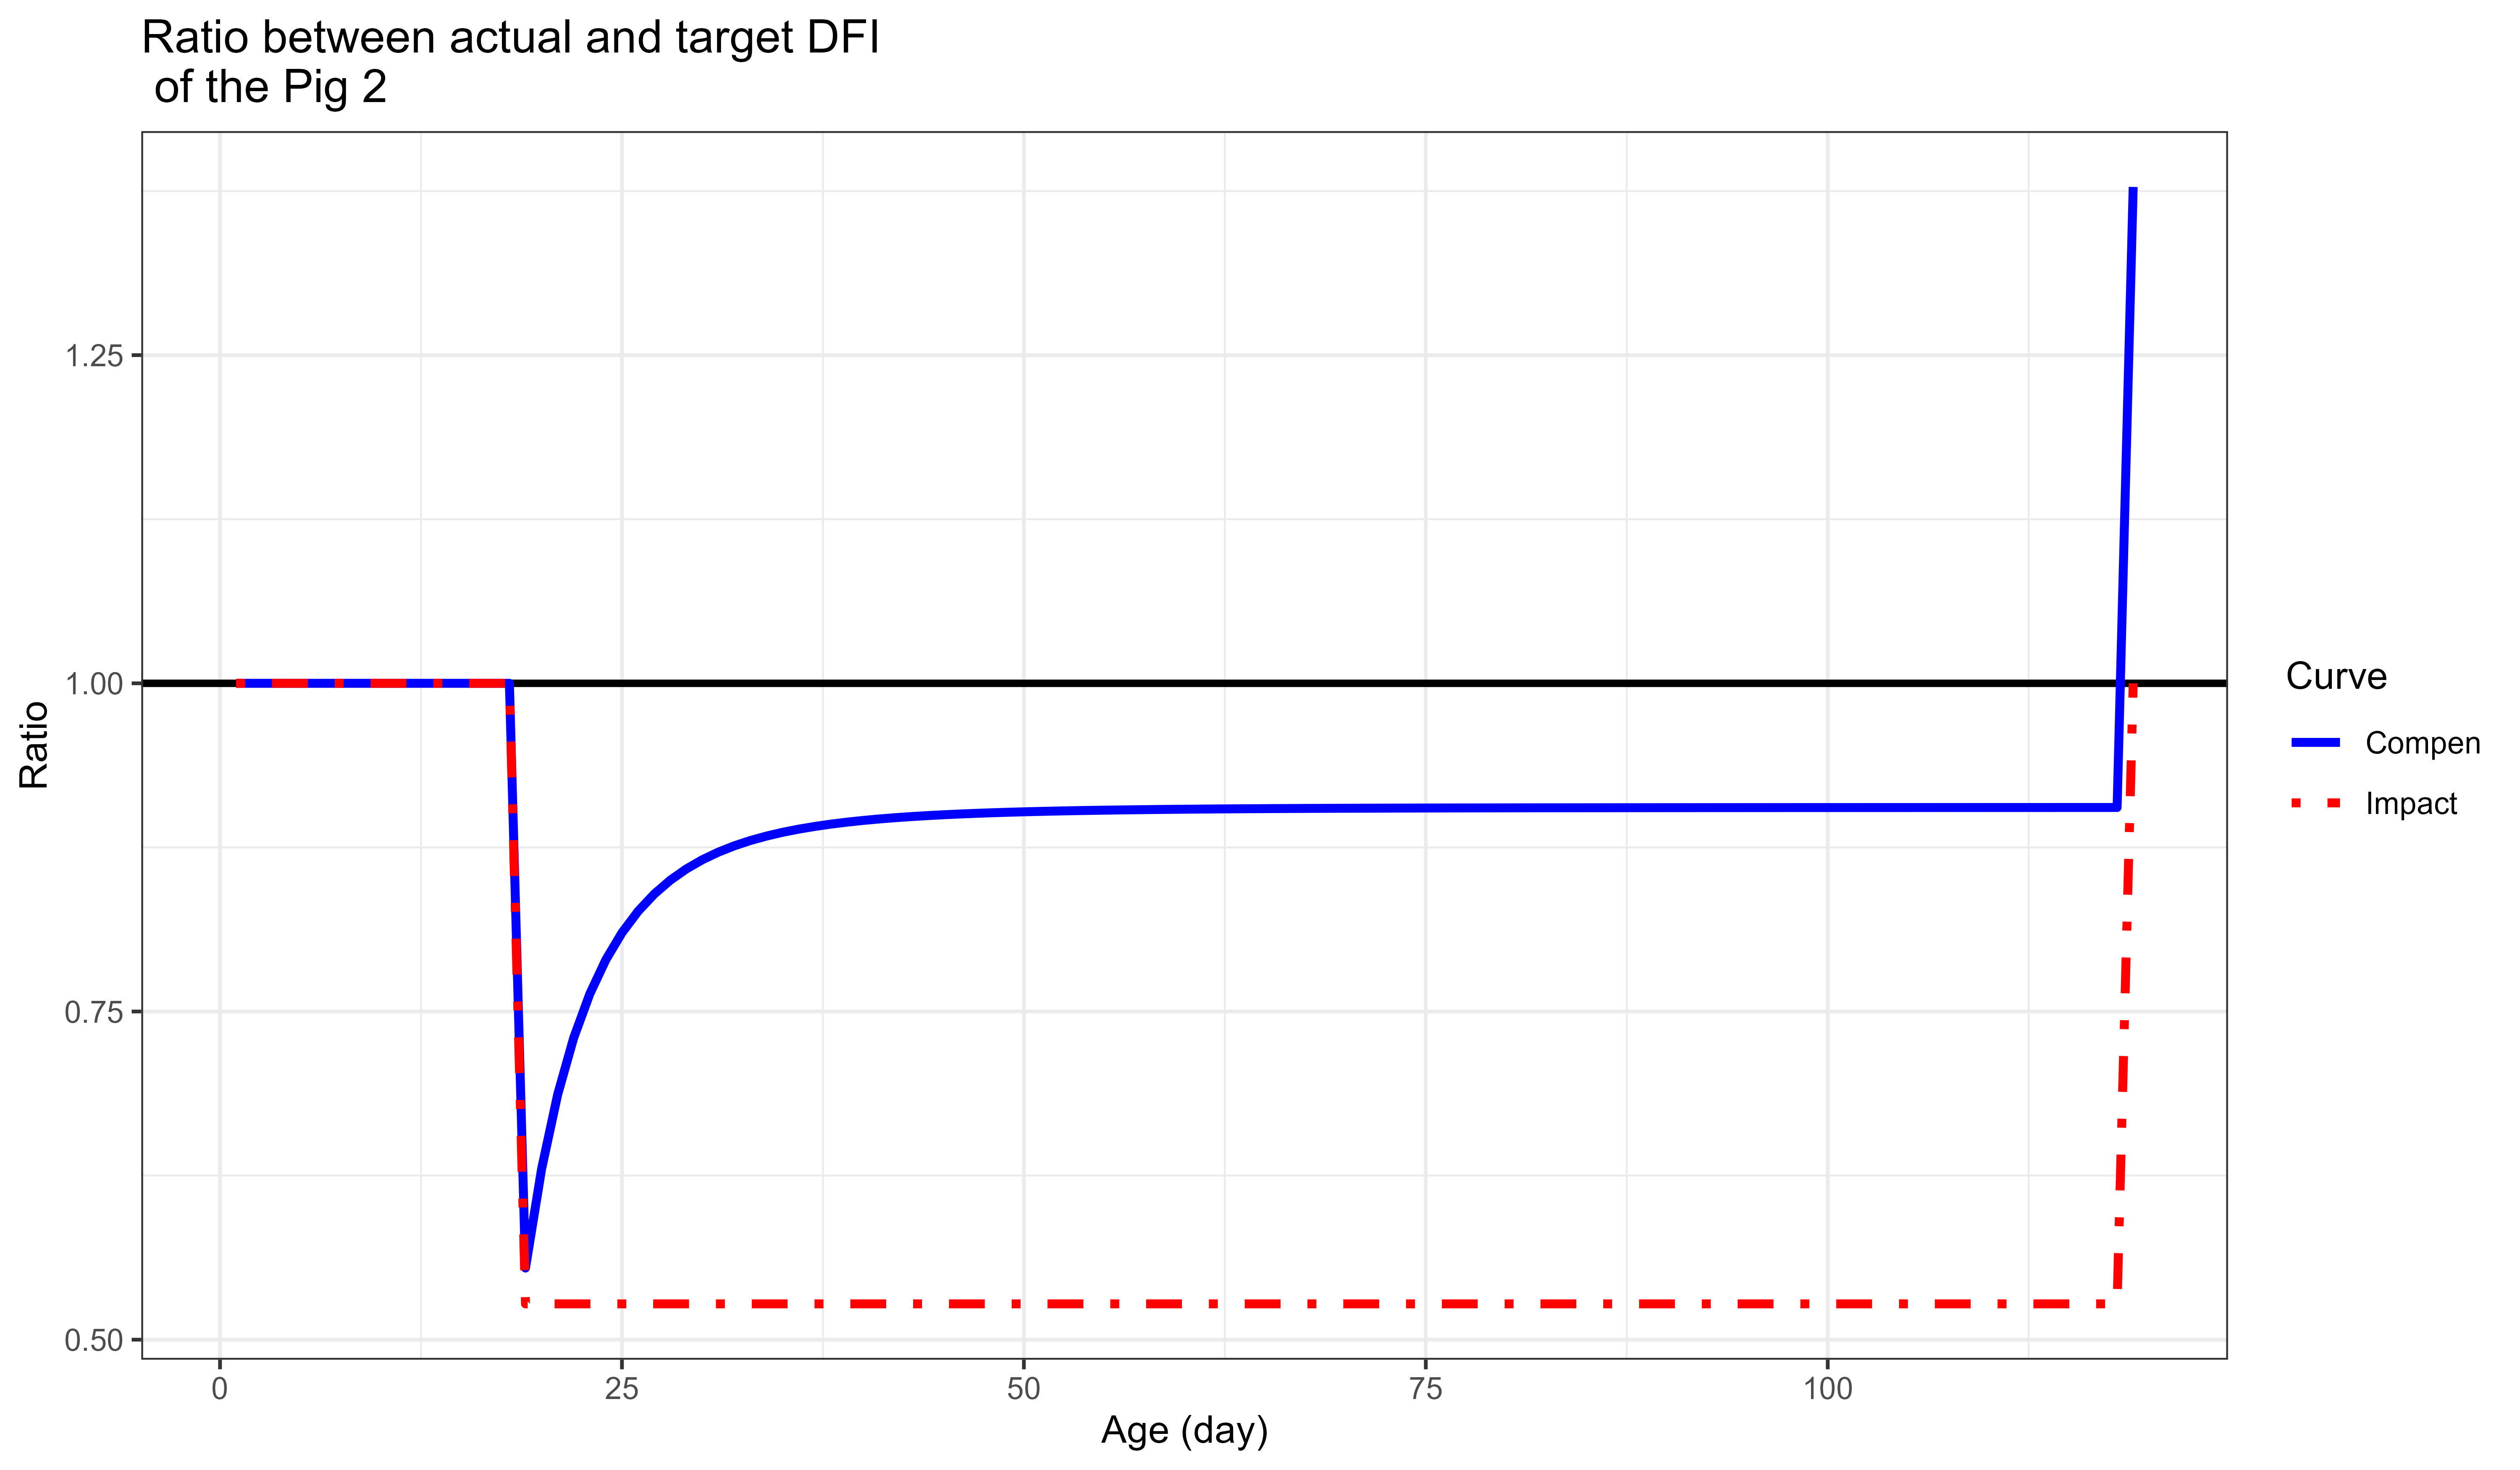 Ratio between actual and target DFI
of the Pig 2
1.25
1.00
0.75
0.50
Ratio
0 25 50 75 100
Age (day)
Curve
Compen
Impact